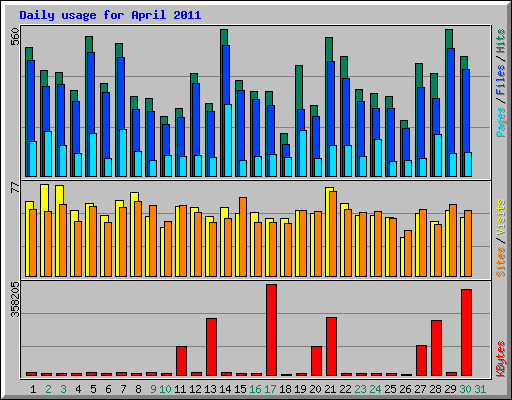 Daily usage for April 2011
560
Pages / Files / Hits
77
Sites / Visits
358205
KBytes
1 2 3 4 5 6 7 8 9 10 11 12 13 14 15 16 17 18 19 20 21 22 23 24 25 26 27 28 29 30 31